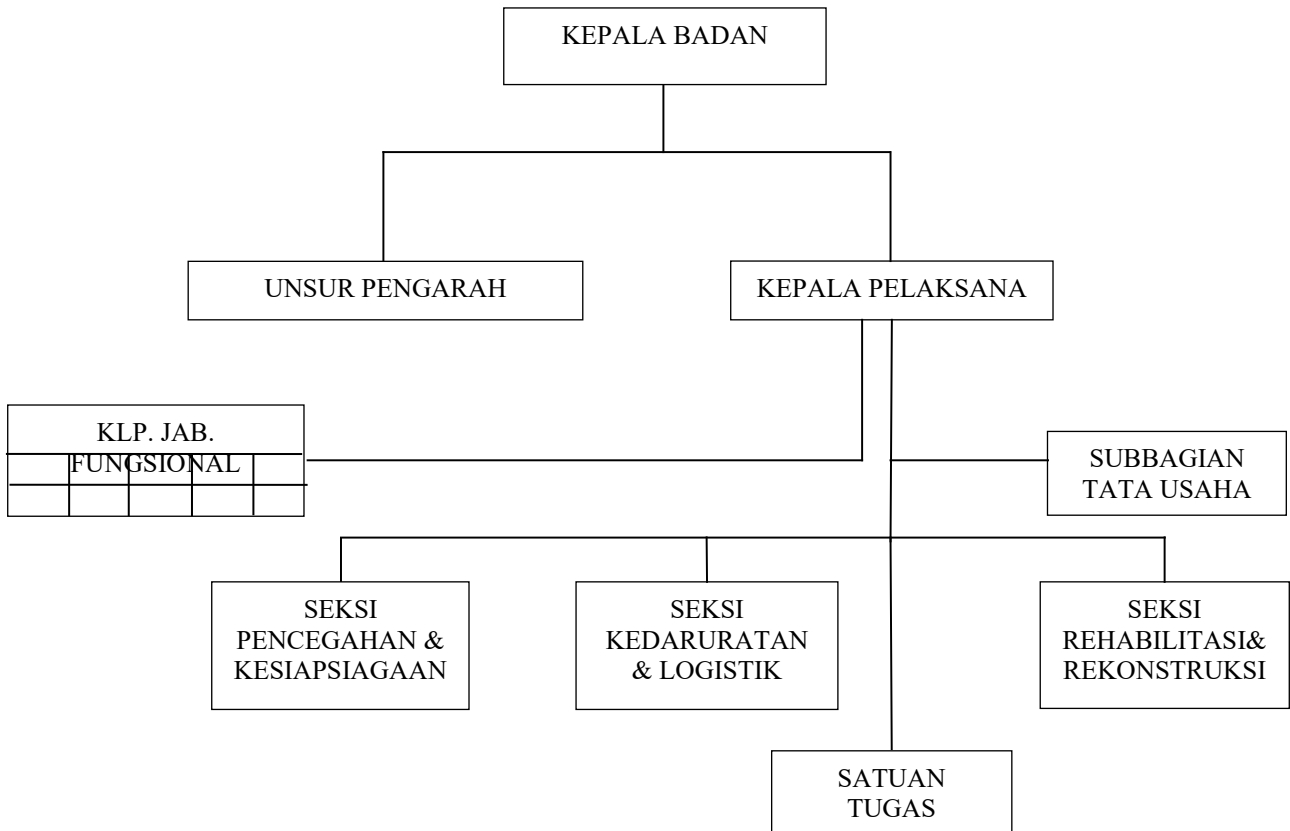 KEPALA BADAN
UNSUR PENGARAH
KEPALA PELAKSANA
KLP. JAB.
FUNGSIONAL
SUBBAGIAN
TATA USAHA
SEKSI
PENCEGAHAN &
KESIAPSIAGAAN
SEKSI
KEDARURATAN
& LOGISTIK
SEKSI
REHABILITASI&
REKONSTRUKSI
SATUAN
TUGAS